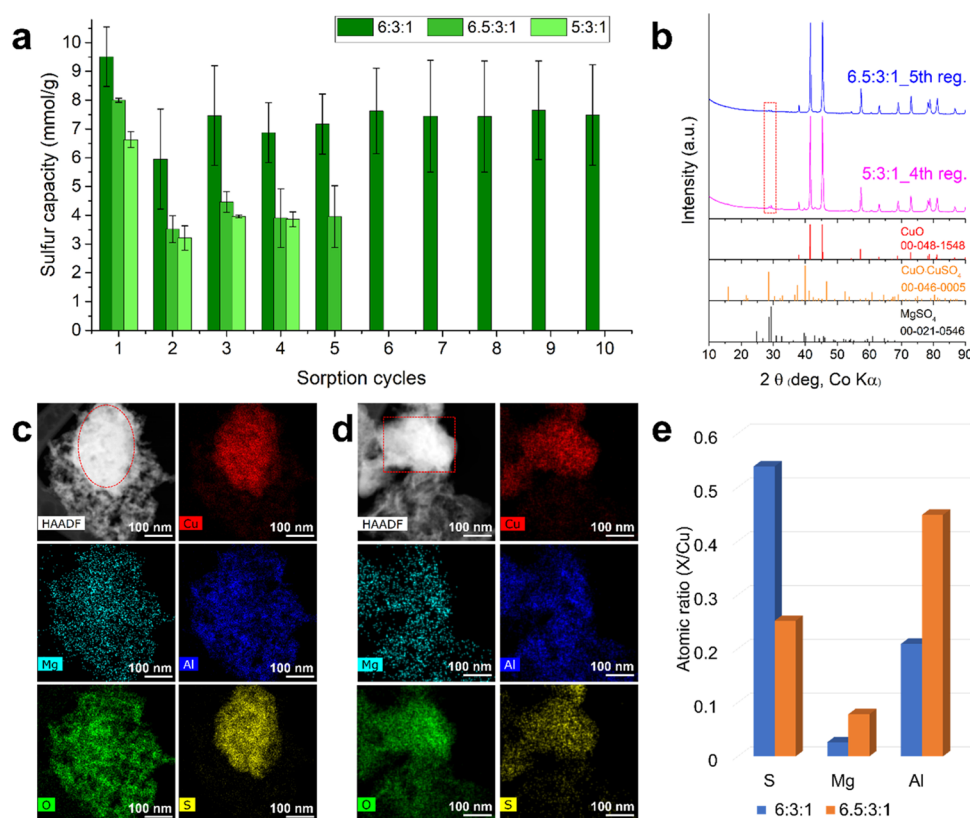 a
6:3:1 6.5:3:1 5:3:1
Sulfur capacity (mmol/g)
10
9
8
7
6
5
4
3
2
1
0
1 2 3 4 5 6 7 8 9 10
Sorption cycles
b
Intensity (a.u.)
6.5:3:1_5th reg.
5:3:1_4th reg.
CuO
00-048-1548
CuO·CuSO₄
00-046-0005
MgSO₄
00-021-0546
10 20 30 40 50 60 70 80 90
2 θ (deg, Co Kα)
c
HAADF 100 nm
Cu 100 nm
Mg 100 nm
Al 100 nm
O 100 nm
S 100 nm
d
HAADF 100 nm
Cu 100 nm
Mg 100 nm
Al 100 nm
O 100 nm
S 100 nm
e
Atomic ratio (X/Cu)
0.6
0.5
0.4
0.3
0.2
0.1
0
S Mg Al
6:3:1 6.5:3:1